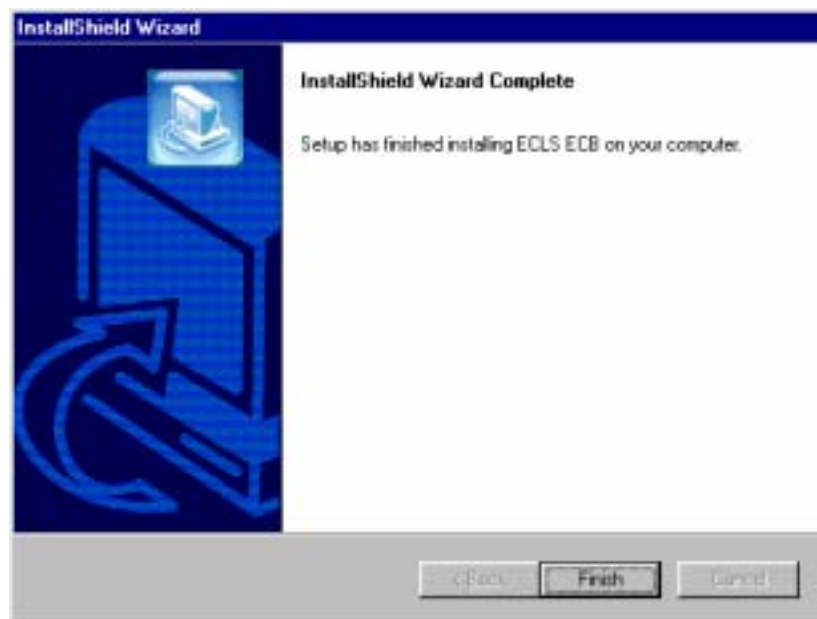 InstallShield Wizard
InstallShield Wizard Complete
Setup has finished installing ECLS ECB on your computer.
< Back
Finish
Cancel